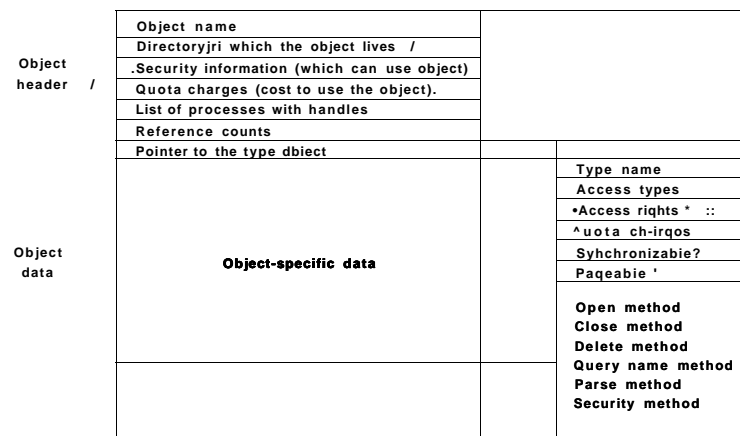 Object name
Directoryjri which the object lives /
.Security information (which can use object)
Quota charges (cost to use the object).
List of processes with handles
Reference counts
Pointer to the type dbiect
Object
header /
Object
data
Object-specific data
Type name
Access types
•Access riqhts * ::
^uota ch-irqos
Syhchronizabie?
Paqeabie '
Open method
Close method
Delete method
Query name method
Parse method
Security method